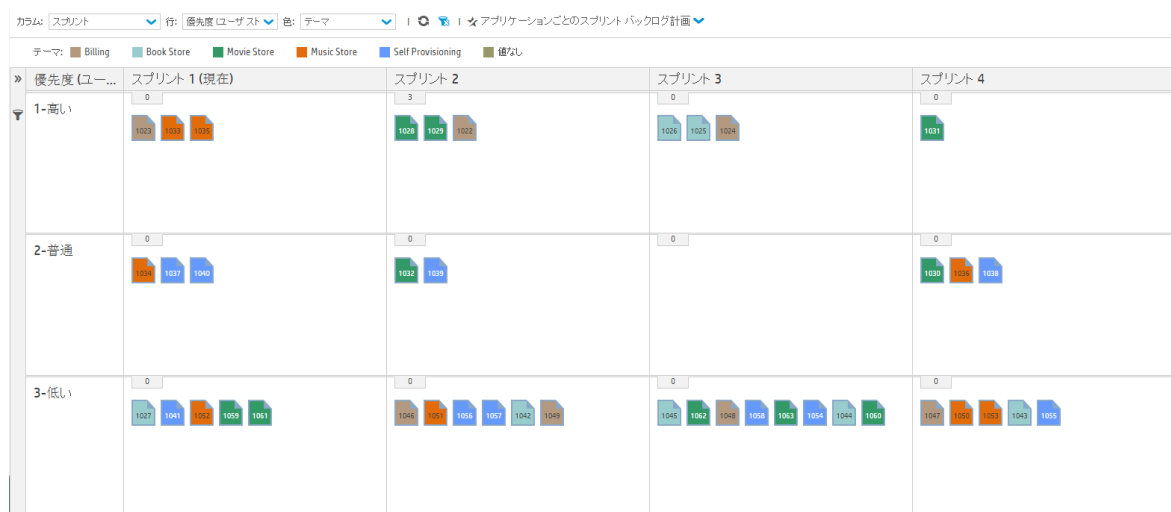 カラム: スプリント 行: 優先度 (ユーザ スト 色: テーマ アプリケーションごとのスプリント バックログ計画
テーマ: Billing Book Store Movie Store Music Store Self Provisioning 値なし
» 優先度 (ユー... スプリント 1 (現在) スプリント 2 スプリント 3 スプリント 4
1-高い 0 3 0 0
1023 1033 1035 1028 1029 1022 1026 1025 1024 1031
2-普通 0 0 0 0
1034 1037 1040 1032 1039 1030 1036 1038
3-低い 0 0 0 0
1027 1041 1052 1059 1061 1046 1051 1056 1057 1042 1049 1045 1062 1048 1058 1063 1054 1044 1060 1047 1050 1053 1043 1055